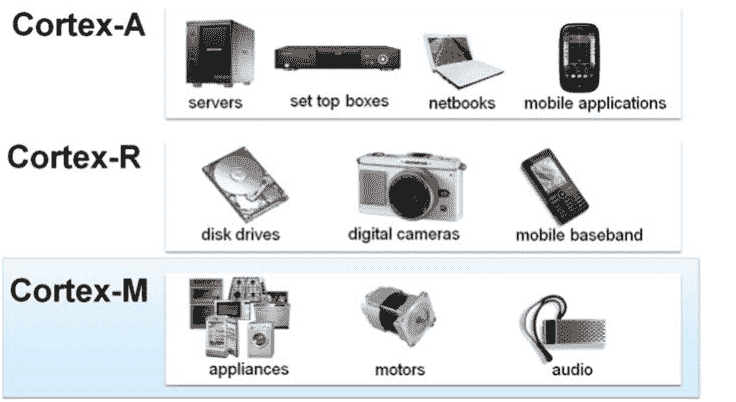 Cortex-A
servers
set top boxes
netbooks
mobile applications
Cortex-R
disk drives
digital cameras
mobile baseband
Cortex-M
appliances
motors
audio